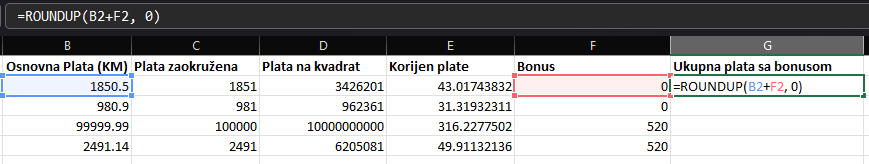 =ROUNDUP(B2+F2, 0)
B C D E F G
Osnovna Plata (KM) Plata zaokružena Plata na kvadrat Korijen plate Bonus Ukupna plata sa bonusom
1850.5 1851 3426201 43.01743832 0 =ROUNDUP(B2+F2, 0)
980.9 981 962361 31.31932311 0
99999.99 100000 10000000000 316.2277502 520
2491.14 2491 6205081 49.91132136 520